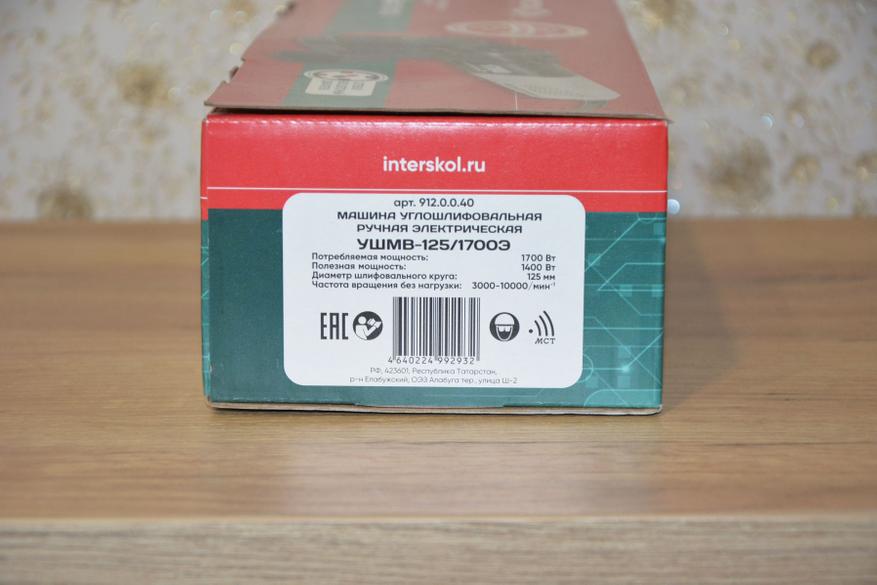 interskol.ru
арт. 912.0.0.40
МАШИНА УГЛОШЛИФОВАЛЬНАЯ
РУЧНАЯ ЭЛЕКТРИЧЕСКАЯ
УШМВ-125/1700Э
Потребляемая мощность: 1700 Вт
Полезная мощность: 1400 Вт
Диаметр шлифовального круга: 125 мм
Частота вращения без нагрузки: 3000-10000/мин⁻¹
ЕАС
МСТ
4 640224 992932
РФ, 423601, Республика Татарстан,
р-н Елабужский, ОЭЗ Алабуга тер., улица Ш-2